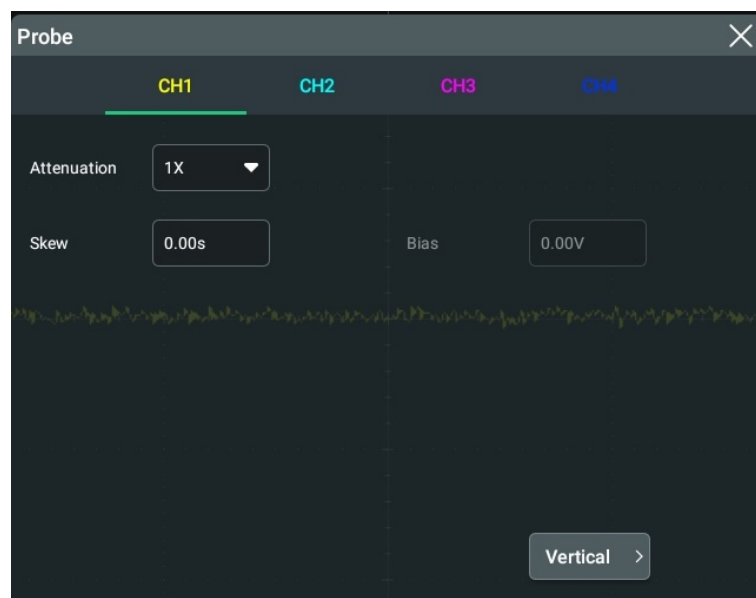 Probe
CH1 CH2 CH3 CH4
Attenuation 1X
Skew 0.00s Bias 0.00V
Vertical >